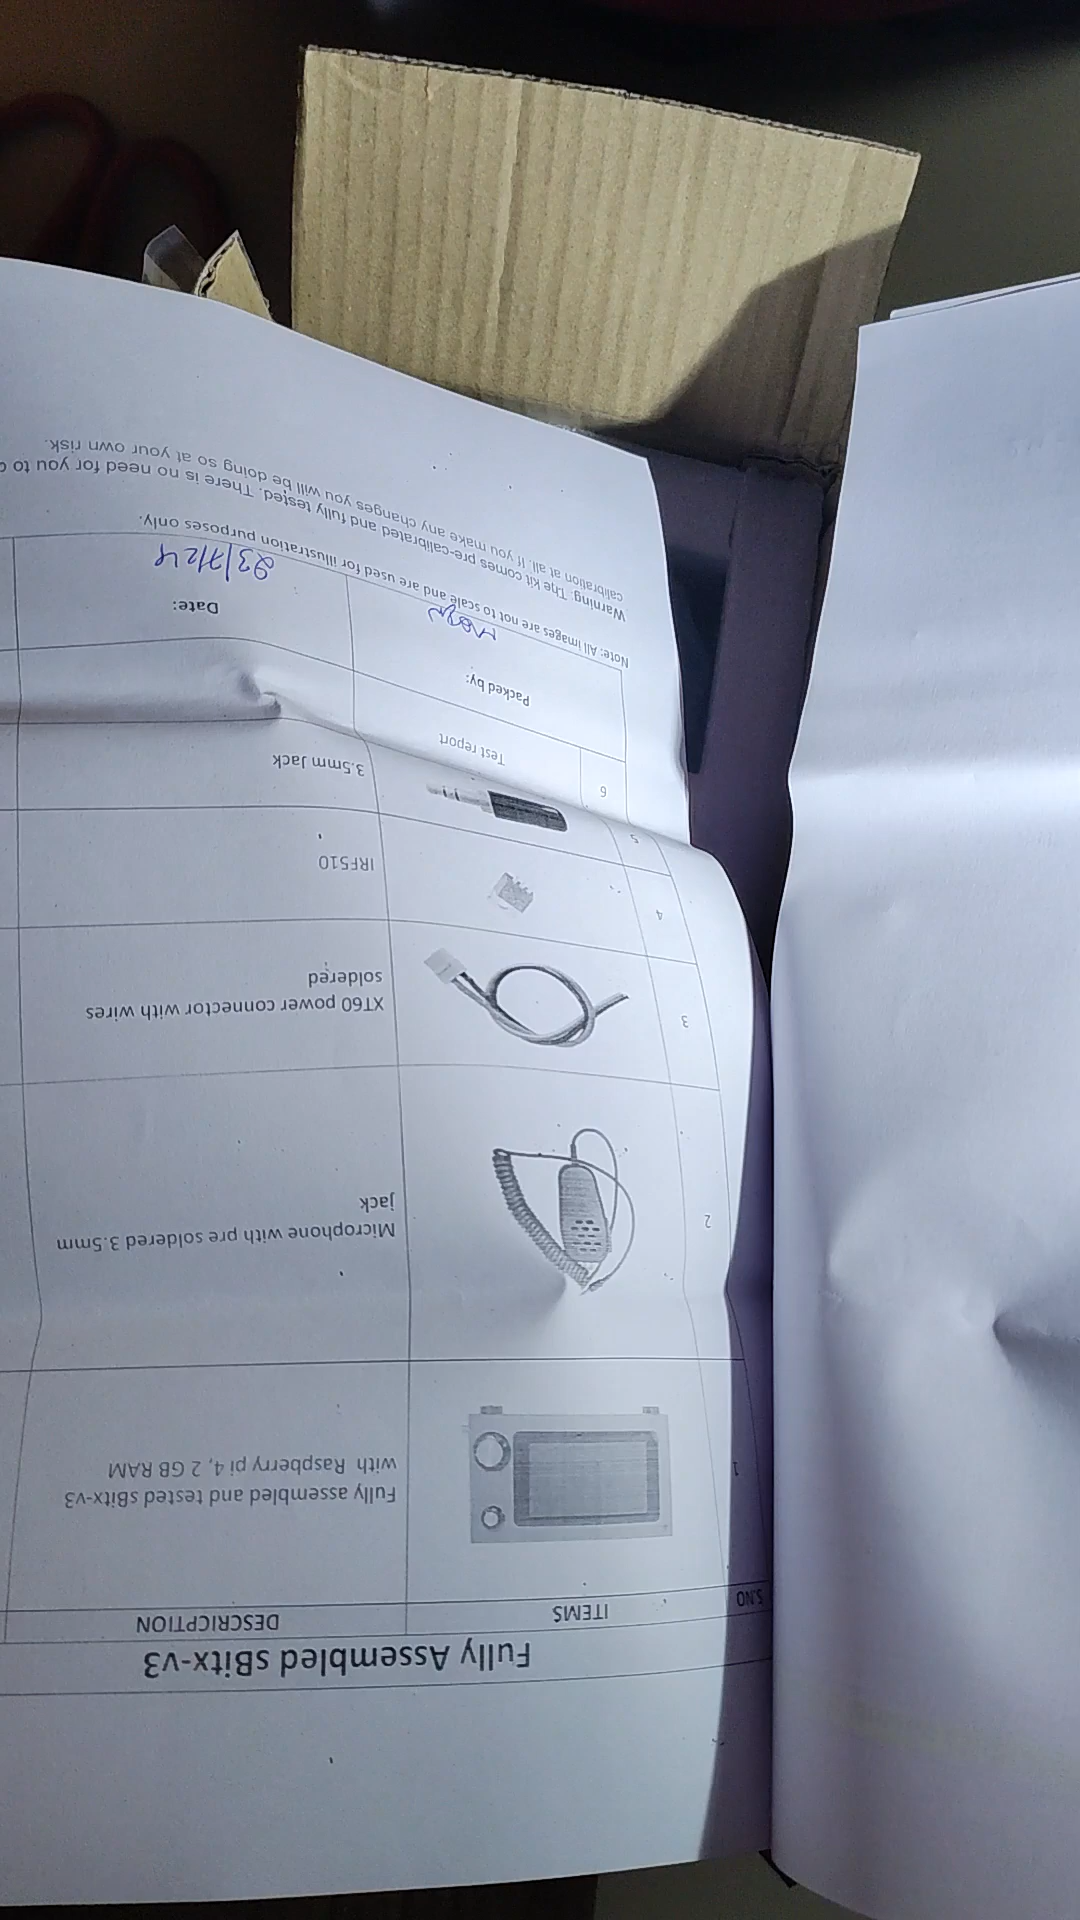 Fully Assembled sBitx-v3
S.NO ITEMS DESCRICPTION
1 Fully assembled and tested sBitx-v3
with Raspberry pi 4, 2 GB RAM
2 Microphone with pre soldered 3.5mm
jack
3 XT60 power connector with wires
soldered
4 IRF510
5 3.5mm Jack
6 Test report
Packed by:
Date: 23/7/24
Note: All images are not to scale and are used for illustration purposes only.
Warning: The kit comes pre-calibrated and fully tested. There is no need for you to
calibration at all. If you make any changes you will be doing so at your own risk.